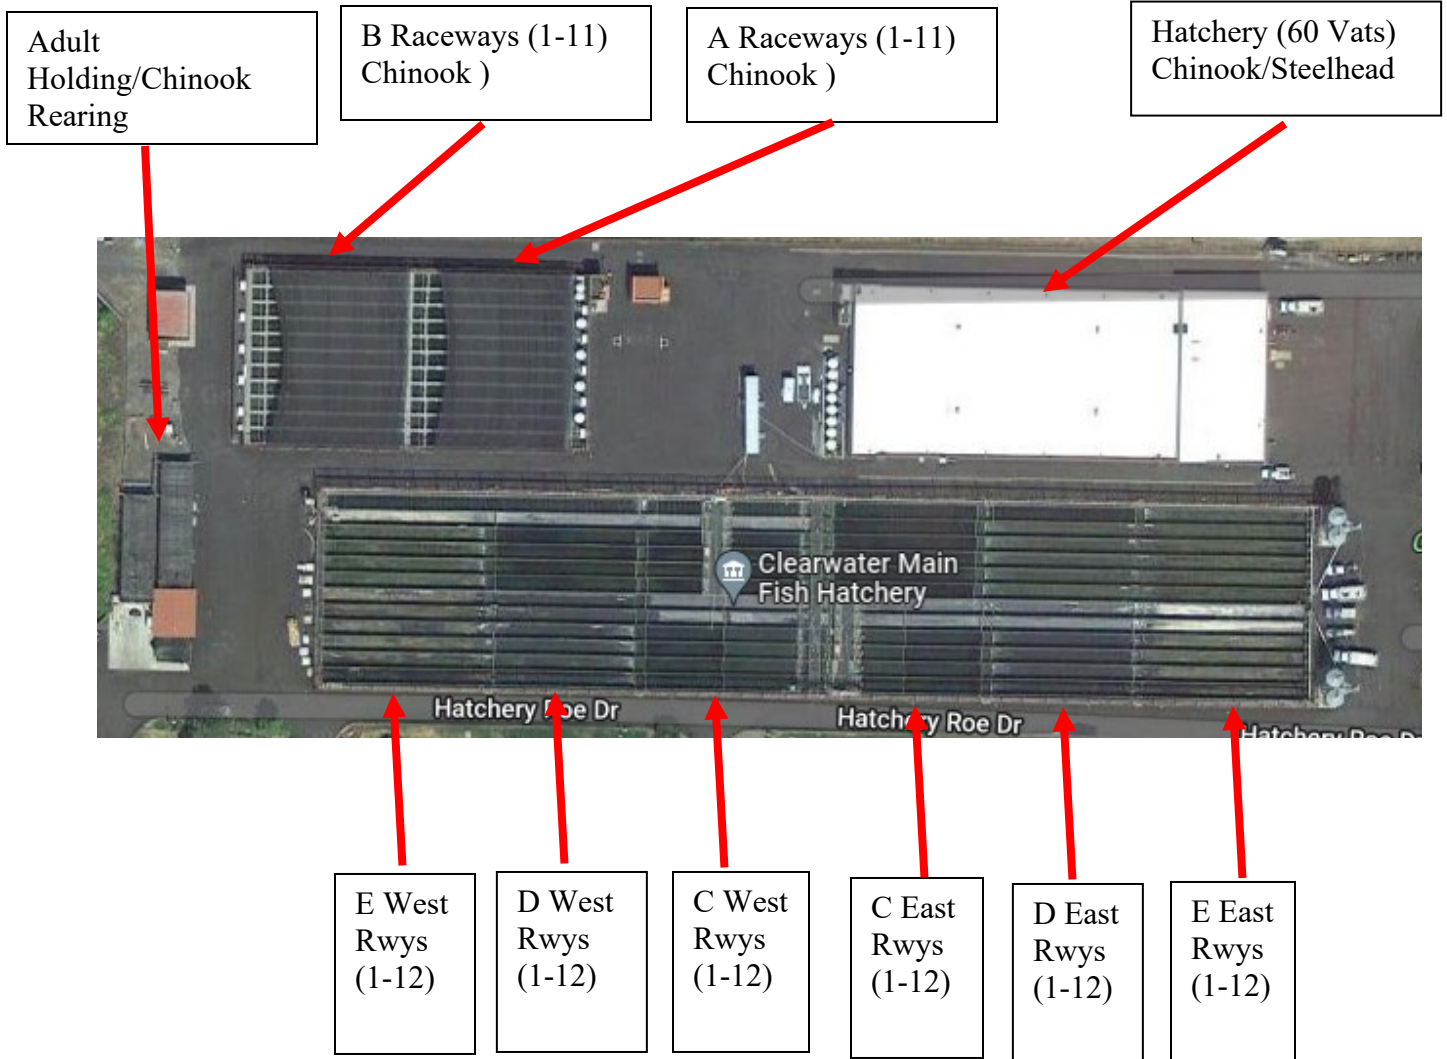 Adult
Holding/Chinook
Rearing
B Raceways (1-11)
Chinook )
A Raceways (1-11)
Chinook )
Hatchery (60 Vats)
Chinook/Steelhead
Clearwater Main
Fish Hatchery
Hatchery Roe Dr
Hatchery Roe Dr
E West
Rwys
(1-12)
D West
Rwys
(1-12)
C West
Rwys
(1-12)
C East
Rwys
(1-12)
D East
Rwys
(1-12)
E East
Rwys
(1-12)